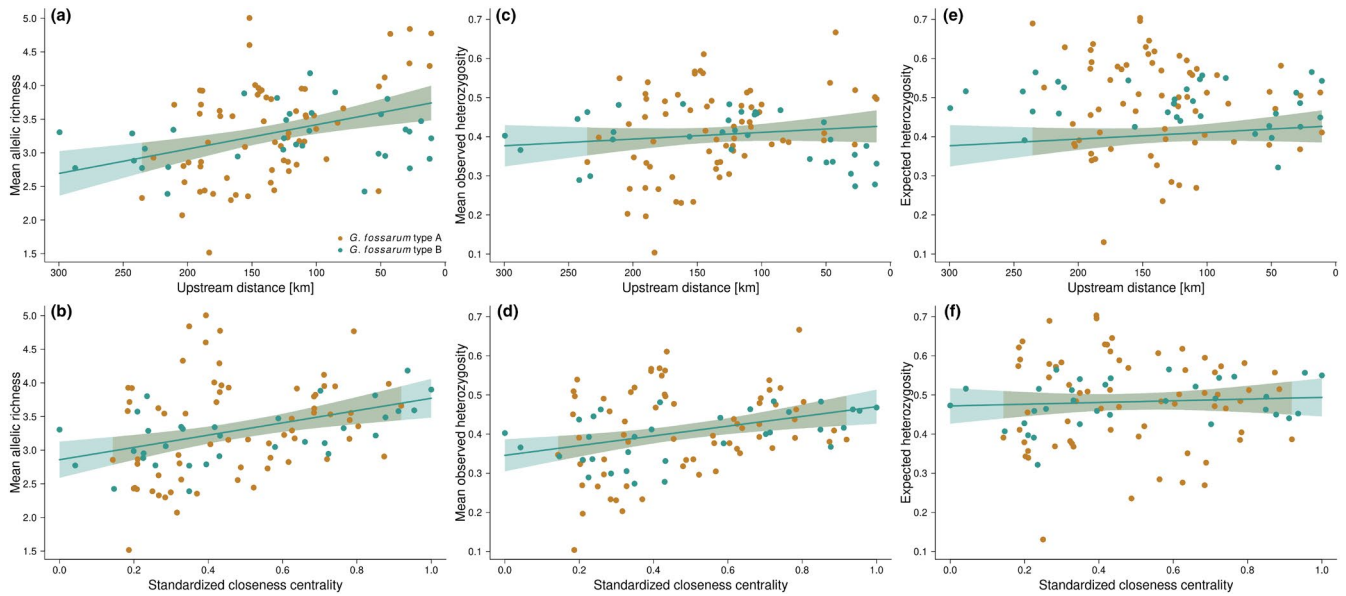 (a)
Mean allelic richness
5.0
4.5
4.0
3.5
3.0
2.5
2.0
1.5
G. fossarum type A
G. fossarum type B
300 250 200 150 100 50 0
Upstream distance [km]
(c)
Mean observed heterozygosity
0.7
0.6
0.5
0.4
0.3
0.2
0.1
300 250 200 150 100 50 0
Upstream distance [km]
(e)
Expected heterozygosity
0.7
0.6
0.5
0.4
0.3
0.2
0.1
300 250 200 150 100 50 0
Upstream distance [km]
(b)
Mean allelic richness
5.0
4.5
4.0
3.5
3.0
2.5
2.0
1.5
0.0 0.2 0.4 0.6 0.8 1.0
Standardized closeness centrality
(d)
Mean observed heterozygosity
0.7
0.6
0.5
0.4
0.3
0.2
0.1
0.0 0.2 0.4 0.6 0.8 1.0
Standardized closeness centrality
(f)
Expected heterozygosity
0.7
0.6
0.5
0.4
0.3
0.2
0.1
0.0 0.2 0.4 0.6 0.8 1.0
Standardized closeness centrality